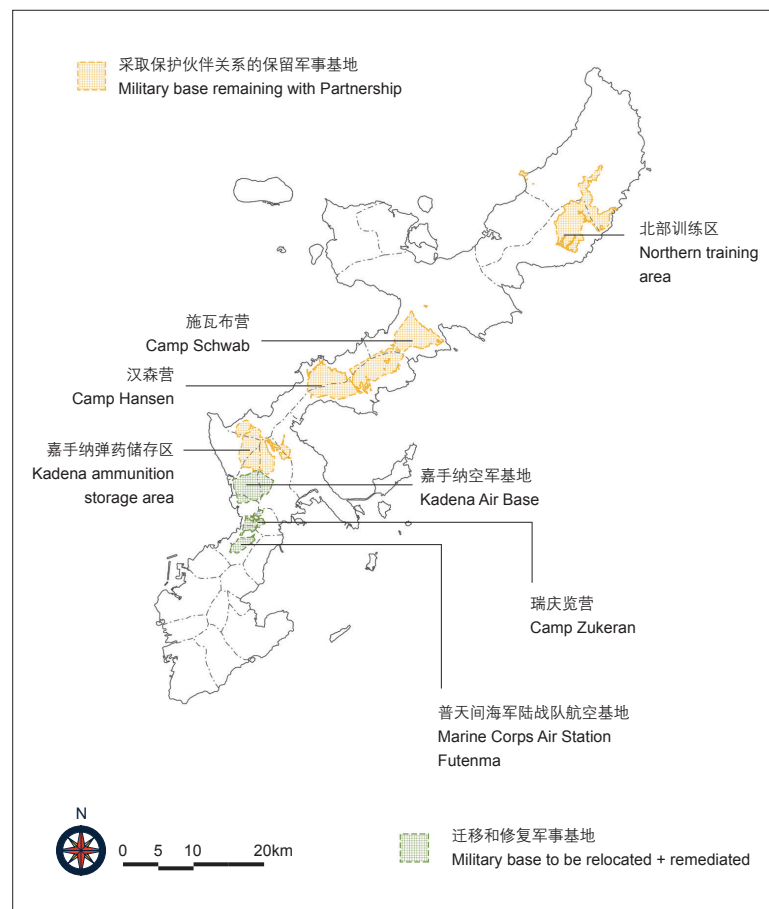 采取保护伙伴关系的保留军事基地
Military base remaining with Partnership
北部训练区
Northern training
area
施瓦布营
Camp Schwab
汉森营
Camp Hansen
嘉手纳弹药储存区
Kadena ammunition
storage area
嘉手纳空军基地
Kadena Air Base
瑞庆览营
Camp Zukeran
普天间海军陆战队航空基地
Marine Corps Air Station
Futenma
N
0 5 10 20km
迁移和修复军事基地
Military base to be relocated + remediated